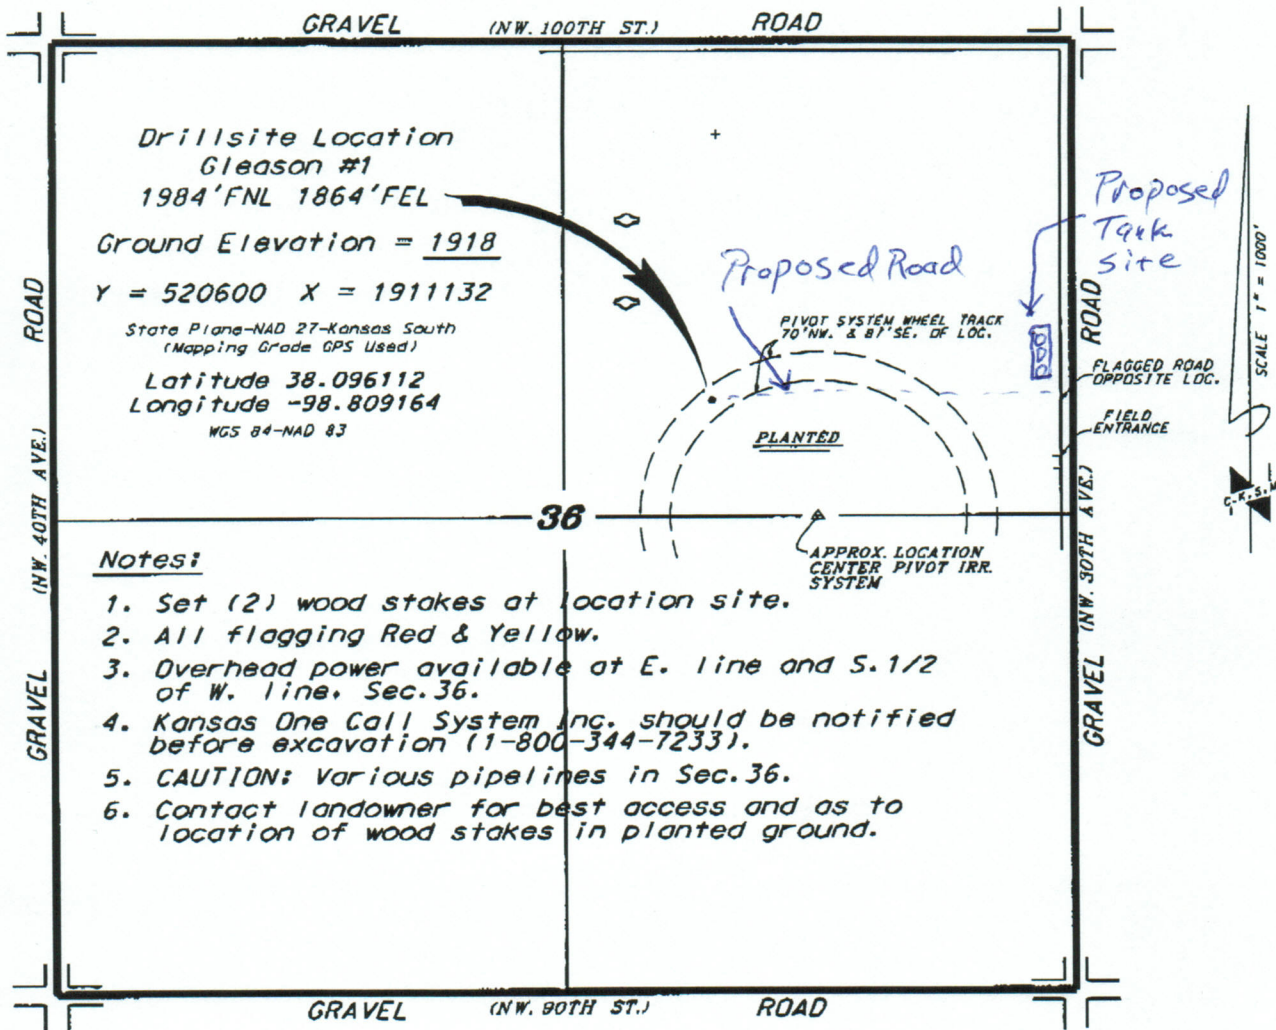 GRAVEL (NW. 100TH ST.) ROAD
Drillsite Location
Gleason #1
1984'FNL 1864'FEL
Ground Elevation = 1918
Y = 520600 X = 1911132
State Plane-NAD 27-Kansas South
(Mapping Grade GPS Used)
Latitude 38.096112
Longitude -98.809164
WGS 84-NAD 83
Proposed Road
PIVOT SYSTEM WHEEL TRACK
70'NW. & 87'SE. OF LOC.
PLANTED
Proposed
Tank
site
FLAGGED ROAD
OPPOSITE LOC.
FIELD
ENTRANCE
SCALE 1" = 1000'
C.K.S.M
GRAVEL (NW. 40TH AVE.) ROAD
GRAVEL (NW. 30TH AVE.) ROAD
36
APPROX. LOCATION
CENTER PIVOT IRR.
SYSTEM
Notes:
1. Set (2) wood stakes at location site.
2. All flagging Red & Yellow.
3. Overhead power available at E. line and S. 1/2
of W. line. Sec. 36.
4. Kansas One Call System Inc. should be notified
before excavation (1-800-344-7233).
5. CAUTION: Various pipelines in Sec. 36.
6. Contact landowner for best access and as to
location of wood stakes in planted ground.
GRAVEL (NW. 90TH ST.) ROAD